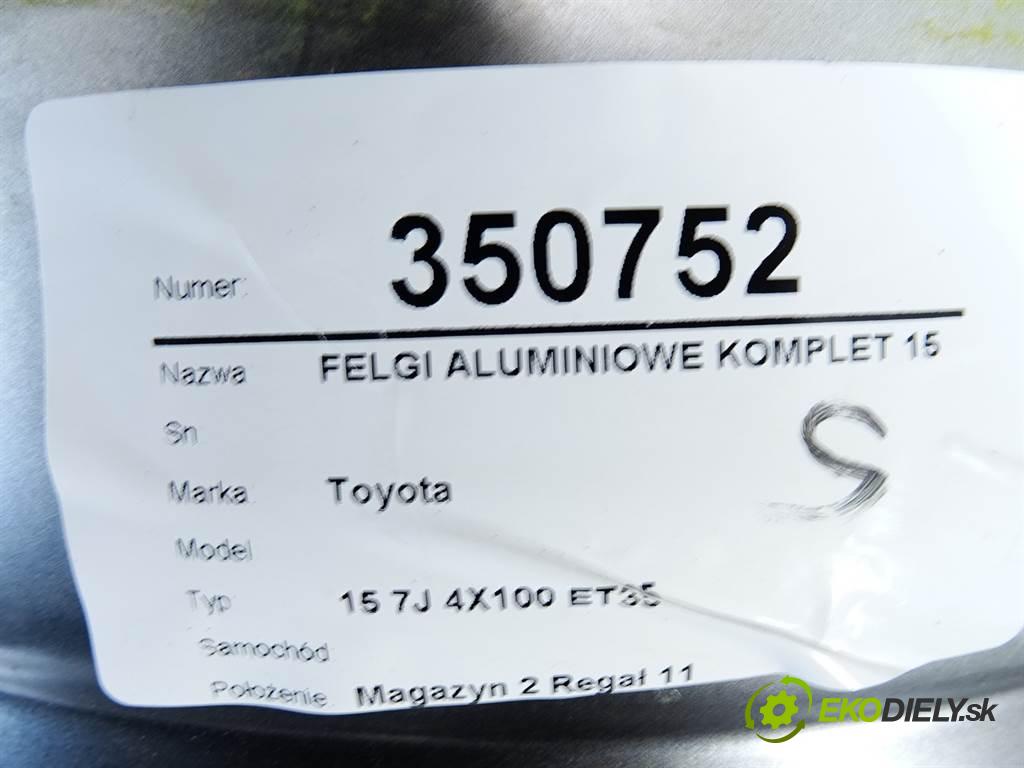 Numer: 350752
Nazwa FELGI ALUMINIOWE KOMPLET 15
Sn
S
Marka Toyota
Model
Typ 15 7J 4X100 ET35
Samochód
Położenie Magazyn 2 Regał 11
EKODIELY.sk